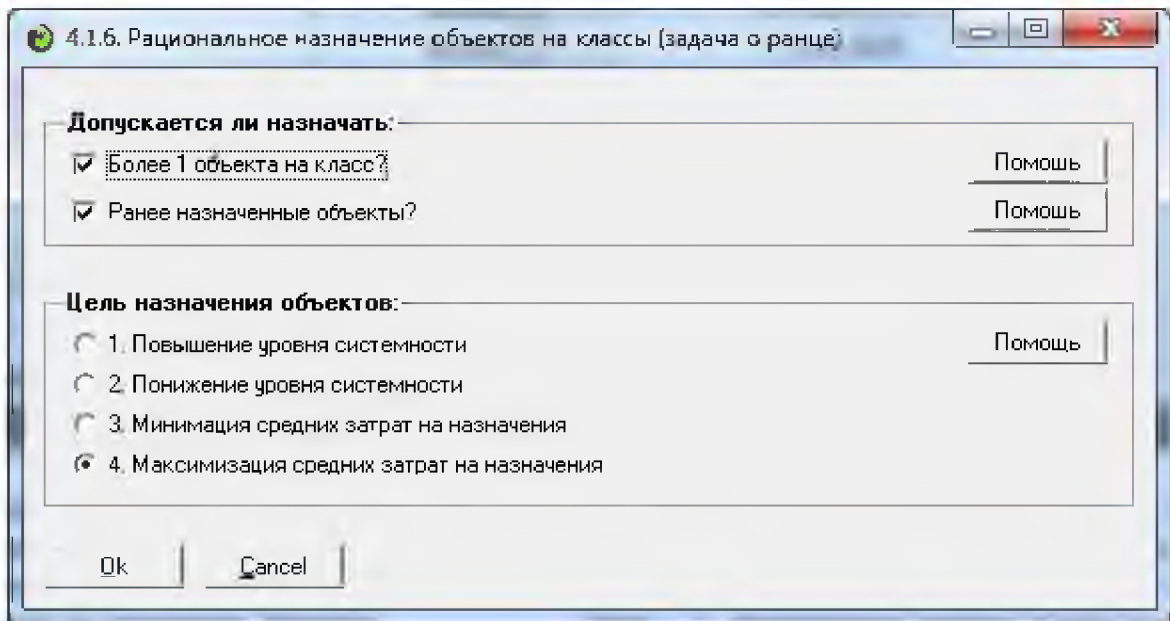 4.1.6. Рациональное назначение объектов на классы (задача о ранце)
Допускается ли назначать:
Более 1 объекта на класс?
Помощь
Ранее назначенные объекты?
Помощь
Цель назначения объектов:
1. Повышение уровня системности
Помощь
2. Понижение уровня системности
3. Минимация средних затрат на назначения
4. Максимизация средних затрат на назначения
Ok
Cancel